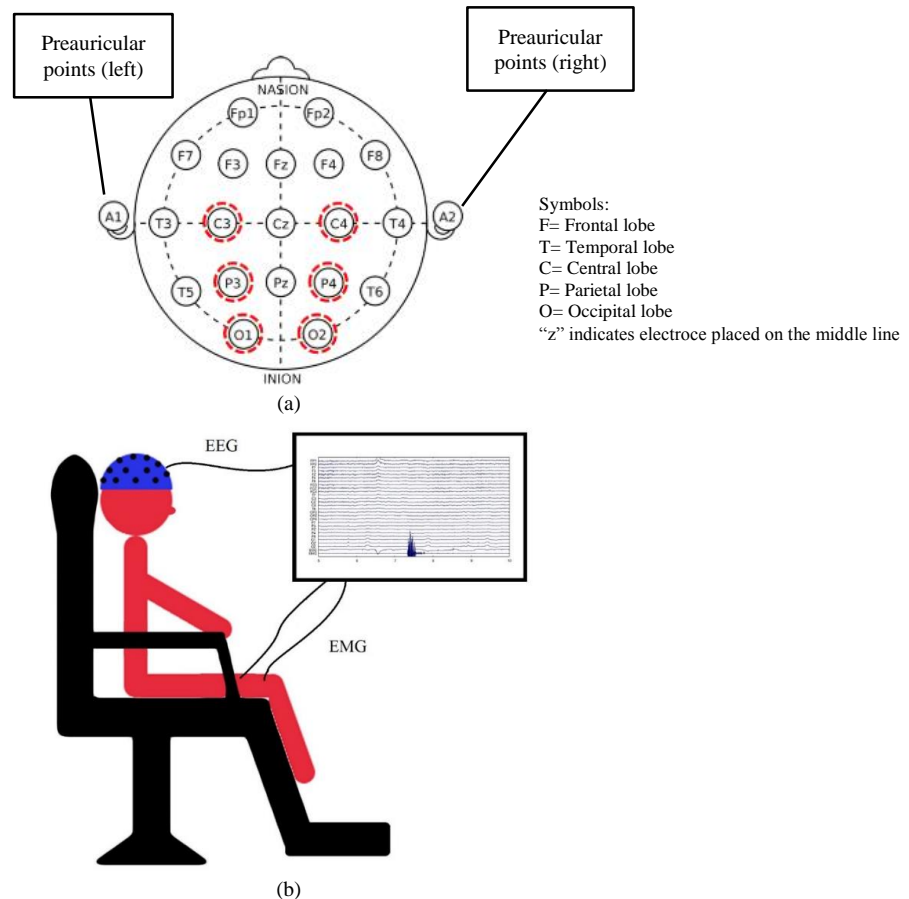 Preauricular
points (left)
Preauricular
points (right)
NASION
Fp1 Fp2
F7 F3 Fz F4 F8
A1 T3 C3 Cz C4 T4 A2
T5 P3 Pz P4 T6
O1 O2
INION
Symbols:
F= Frontal lobe
T= Temporal lobe
C= Central lobe
P= Parietal lobe
O= Occipital lobe
“z” indicates electroce placed on the middle line
(a)
EEG
EMG
(b)